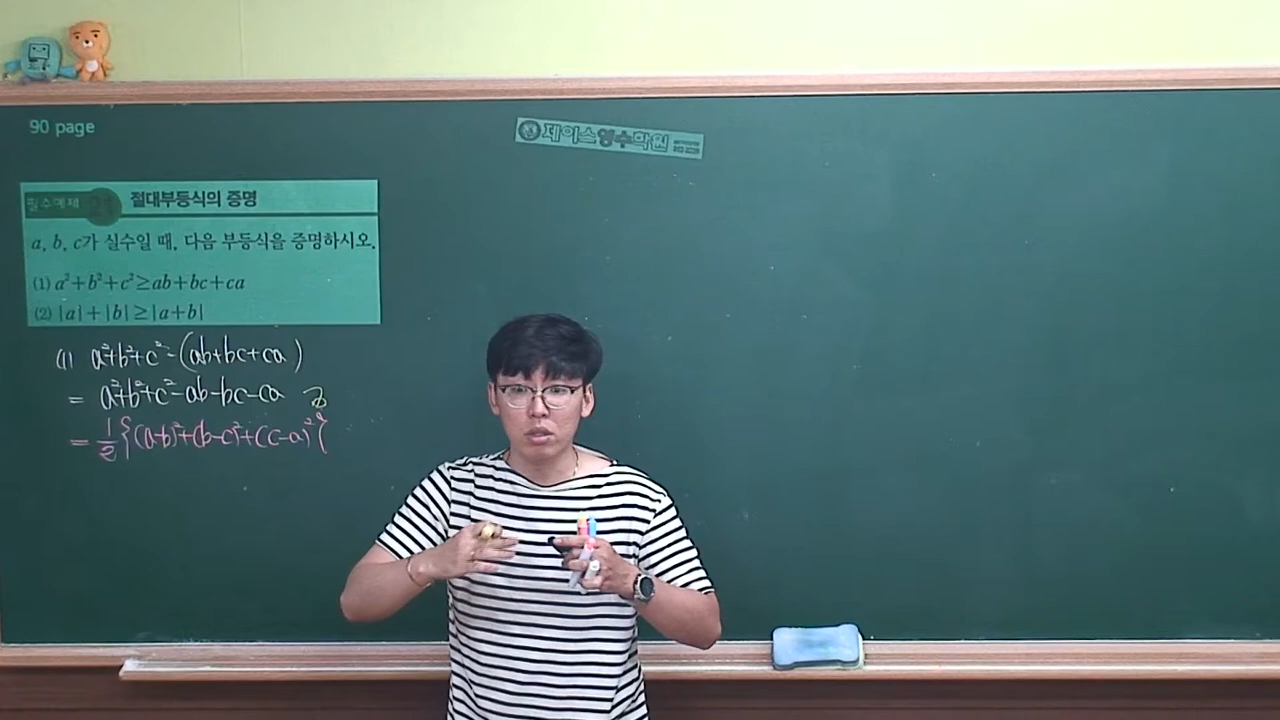 90 page
제이스영수학원
필수예제 절대부등식의 증명
a, b, c가 실수일 때, 다음 부등식을 증명하시오.
(1) a²+b²+c²≥ab+bc+ca
(2) |a|+|b|≥|a+b|
(1) a²+b²+c²-(ab+bc+ca)
= a²+b²+c²-ab-bc-ca
= 1/2{(a-b)²+(b-c)²+(c-a)²}